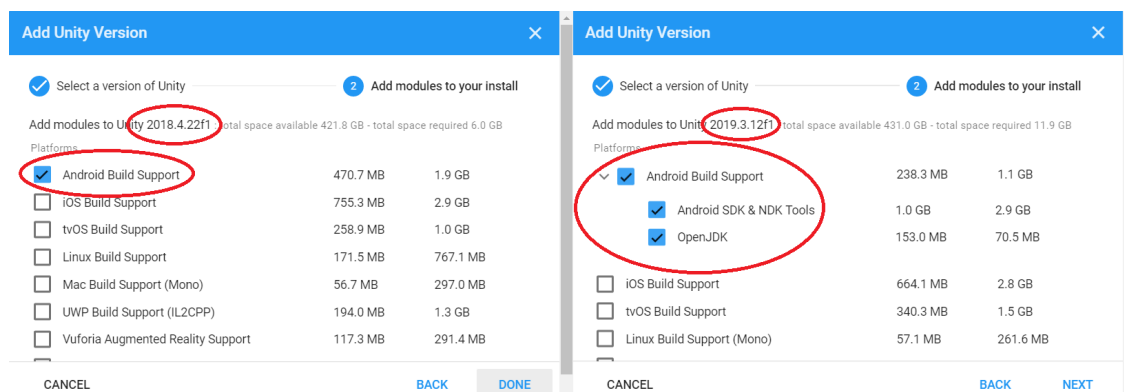 Add Unity Version
Select a version of Unity
2 Add modules to your install
Add modules to Unity 2018.4.22f1 : total space available 421.8 GB - total space required 6.0 GB
Platforms
Android Build Support 470.7 MB 1.9 GB
iOS Build Support 755.3 MB 2.9 GB
tvOS Build Support 258.9 MB 1.0 GB
Linux Build Support 171.5 MB 767.1 MB
Mac Build Support (Mono) 56.7 MB 297.0 MB
UWP Build Support (IL2CPP) 194.0 MB 1.3 GB
Vuforia Augmented Reality Support 117.3 MB 291.4 MB
CANCEL BACK DONE
Add Unity Version
Select a version of Unity
2 Add modules to your install
Add modules to Unity 2019.3.12f1 : total space available 431.0 GB - total space required 11.9 GB
Platforms
Android Build Support 238.3 MB 1.1 GB
Android SDK & NDK Tools 1.0 GB 2.9 GB
OpenJDK 153.0 MB 70.5 MB
iOS Build Support 664.1 MB 2.8 GB
tvOS Build Support 340.3 MB 1.5 GB
Linux Build Support (Mono) 57.1 MB 261.6 MB
CANCEL BACK NEXT